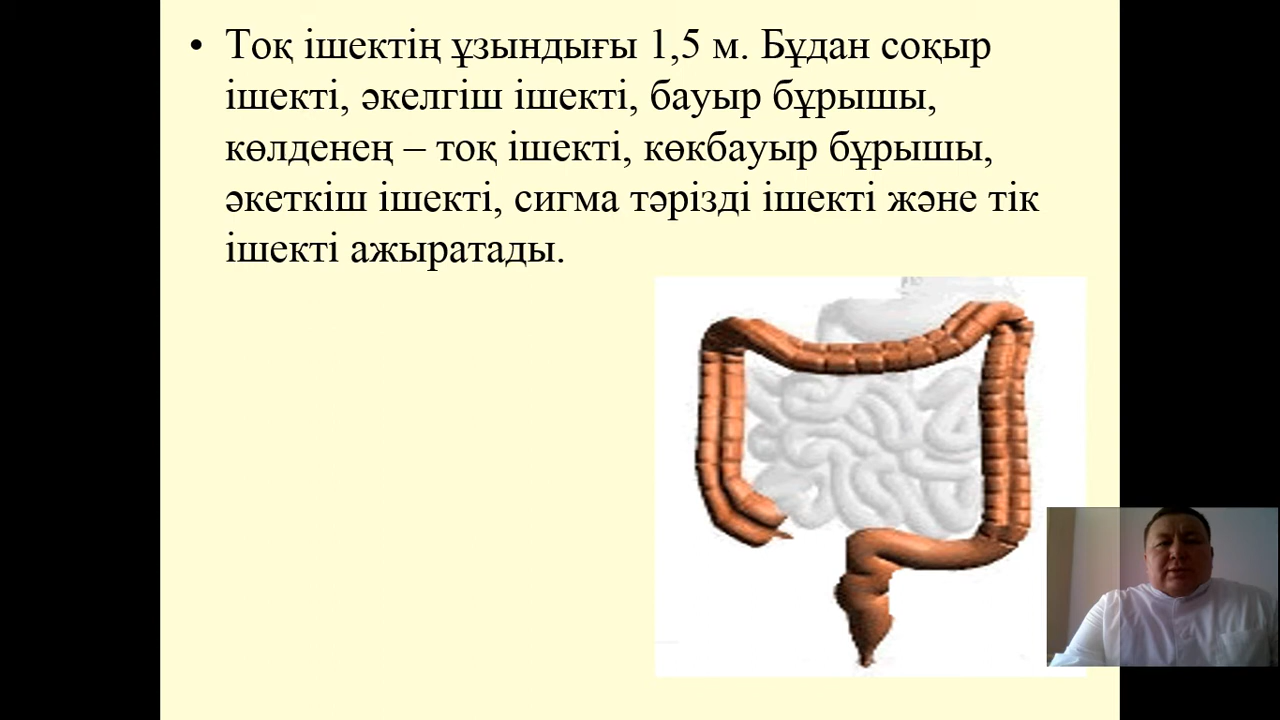 • Тоқ ішектің ұзындығы 1,5 м. Бұдан соқыр
ішекті, әкелгіш ішекті, бауыр бұрышы,
көлденең – тоқ ішекті, көкбауыр бұрышы,
әкеткіш ішекті, сигма тәрізді ішекті және тік
ішекті ажыратады.